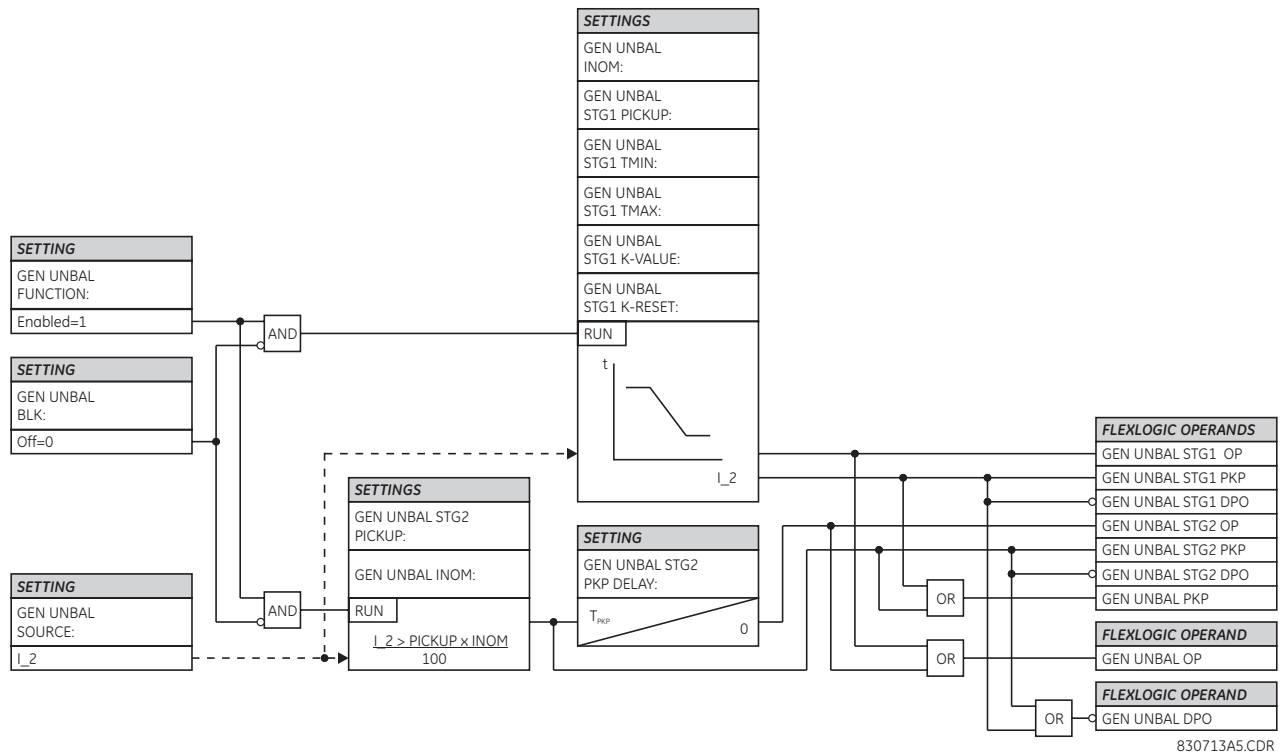 SETTINGS
GEN UNBAL
INOM:
GEN UNBAL
STG1 PICKUP:
GEN UNBAL
STG1 TMIN:
GEN UNBAL
STG1 TMAX:
GEN UNBAL
STG1 K-VALUE:
GEN UNBAL
STG1 K-RESET:
RUN
t
I_2
SETTING
GEN UNBAL
FUNCTION:
Enabled=1
AND
SETTING
GEN UNBAL
BLK:
Off=0
SETTING
GEN UNBAL
SOURCE:
I_2
AND
SETTINGS
GEN UNBAL STG2
PICKUP:
GEN UNBAL INOM:
RUN
I_2 > PICKUP x INOM
100
SETTING
GEN UNBAL STG2
PKP DELAY:
TPKP
0
OR
OR
OR
FLEXLOGIC OPERANDS
GEN UNBAL STG1 OP
GEN UNBAL STG1 PKP
GEN UNBAL STG1 DPO
GEN UNBAL STG2 OP
GEN UNBAL STG2 PKP
GEN UNBAL STG2 DPO
GEN UNBAL PKP
FLEXLOGIC OPERAND
GEN UNBAL OP
FLEXLOGIC OPERAND
GEN UNBAL DPO
830713A5.CDR